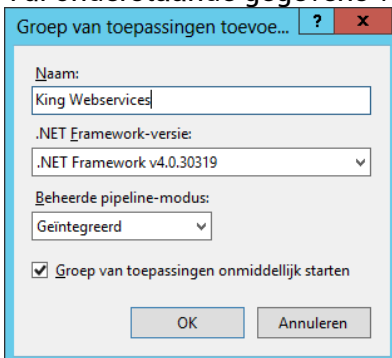 Groep van toepassingen toevoe... ? x
Naam:
King Webservices
.NET Framework-versie:
.NET Framework v4.0.30319
Beheerde pipeline-modus:
Geïntegreerd
Groep van toepassingen onmiddellijk starten
OK Annuleren